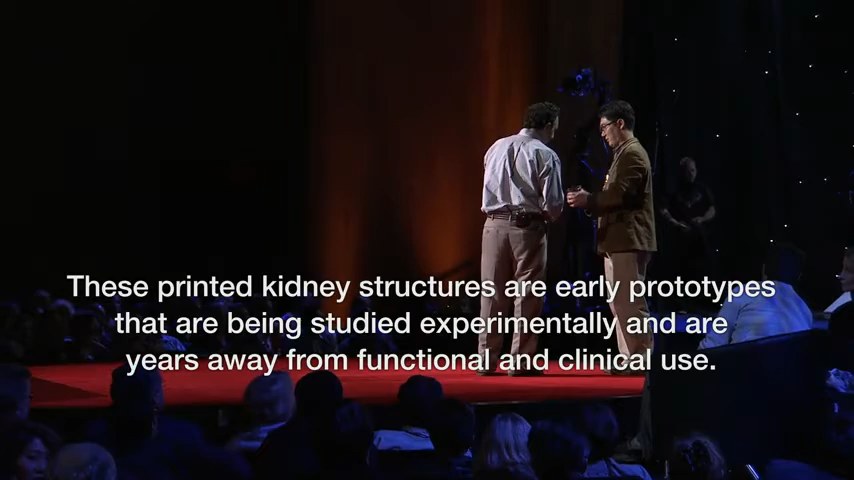 These printed kidney structures are early prototypes
that are being studied experimentally and are
years away from functional and clinical use.